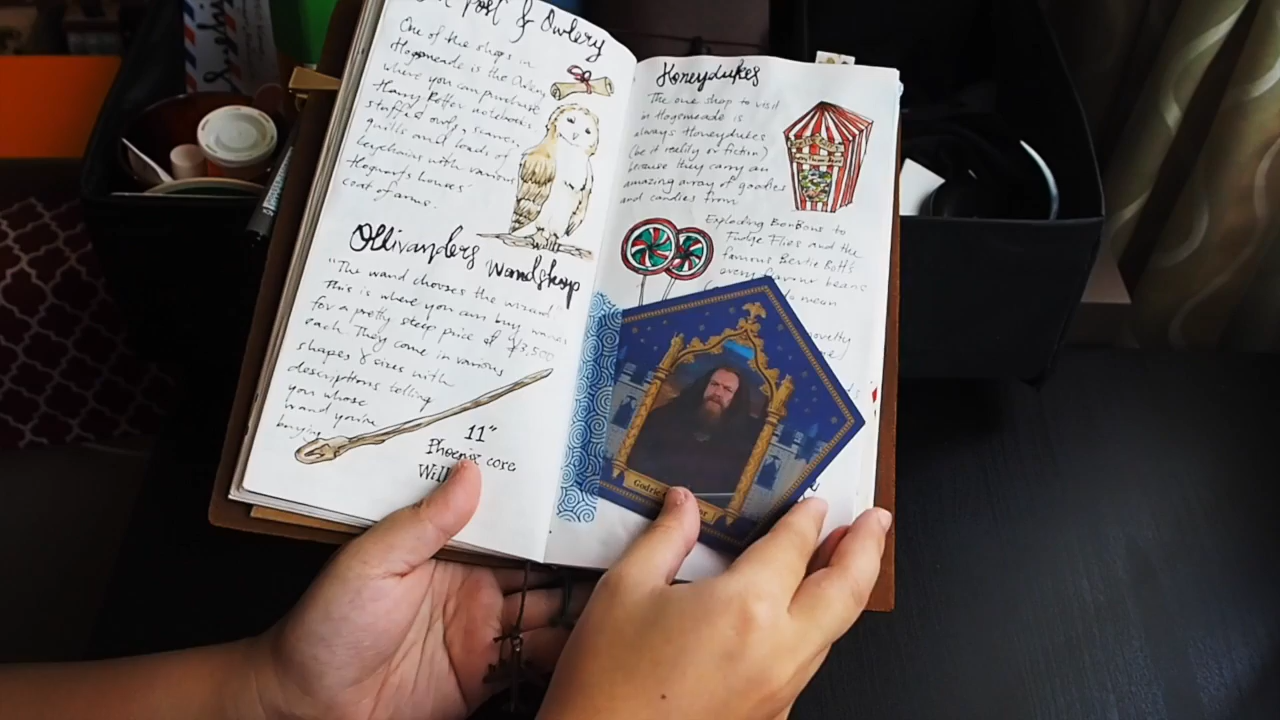 Post & Owlery
One of the shops in
Hogsmeade is the Owlery
where you can purchase
Harry Potter notebooks
stuffed owls, scarves,
quills and loads of
keychains with various
Hogwarts houses'
coat of arms.
Ollivanders Wandshop
"The wand chooses the wizard
This is where you can buy wands
for a pretty steep price of ¥3,500
each. They come in various
shapes & sizes with
descriptions telling
you whose
wand you're
buying
11"
Phoenix core
Honeydukes
The one shop to visit
in Hogsmeade is
always Honeydukes
(be it reality or fiction)
because they carry an
amazing array of goodies
and candies from
Exploding BonBons to
Fudge Flies and the
famous Bertie Bott's
every flavour beans
mean
novelty
Godric